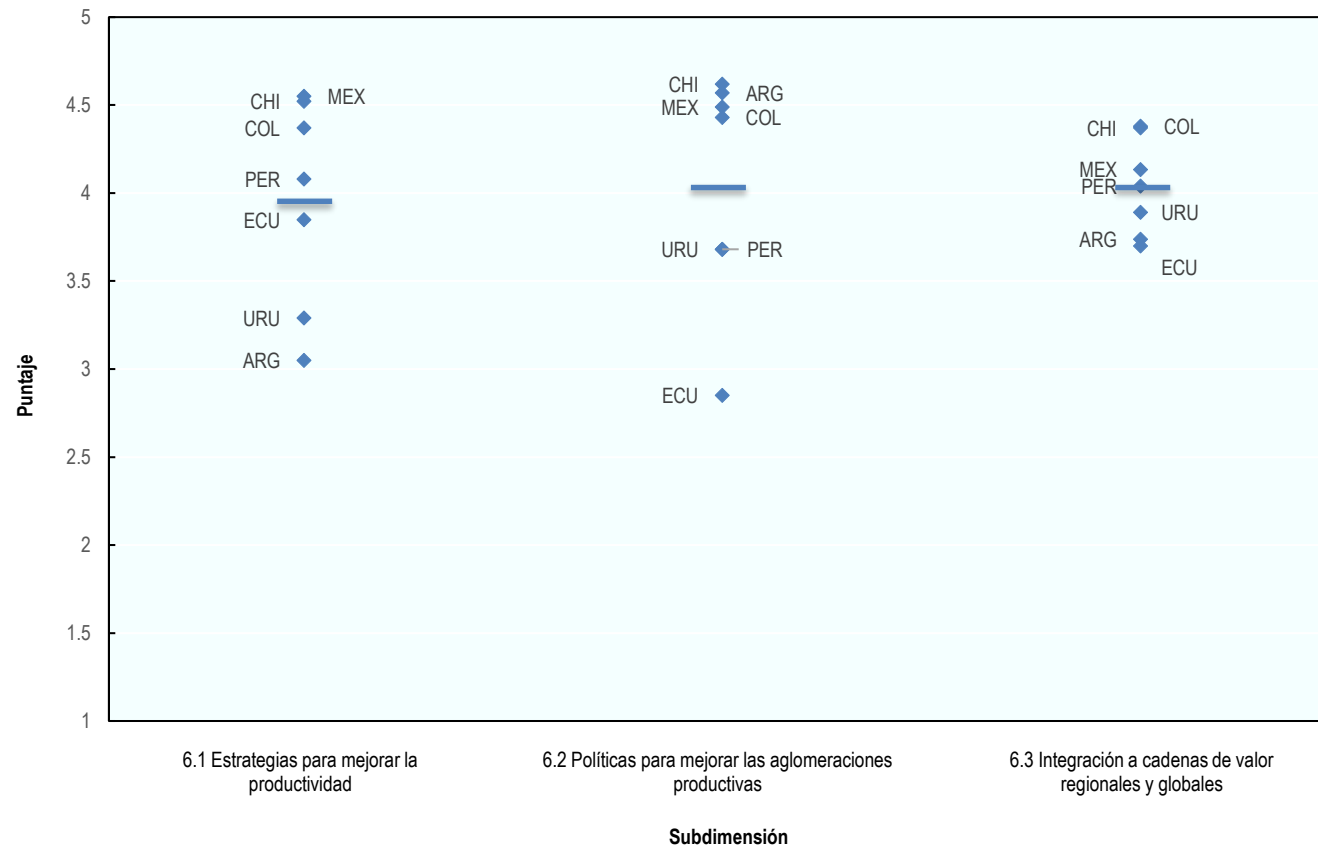 5
4.5
4
3.5
3
2.5
2
1.5
1
Puntaje
CHI
MEX
COL
PER
ECU
URU
ARG
CHI
ARG
MEX
COL
URU
PER
ECU
CHI
COL
MEX
PER
URU
ARG
ECU
6.1 Estrategias para mejorar la
productividad
6.2 Políticas para mejorar las aglomeraciones
productivas
6.3 Integración a cadenas de valor
regionales y globales
Subdimensión